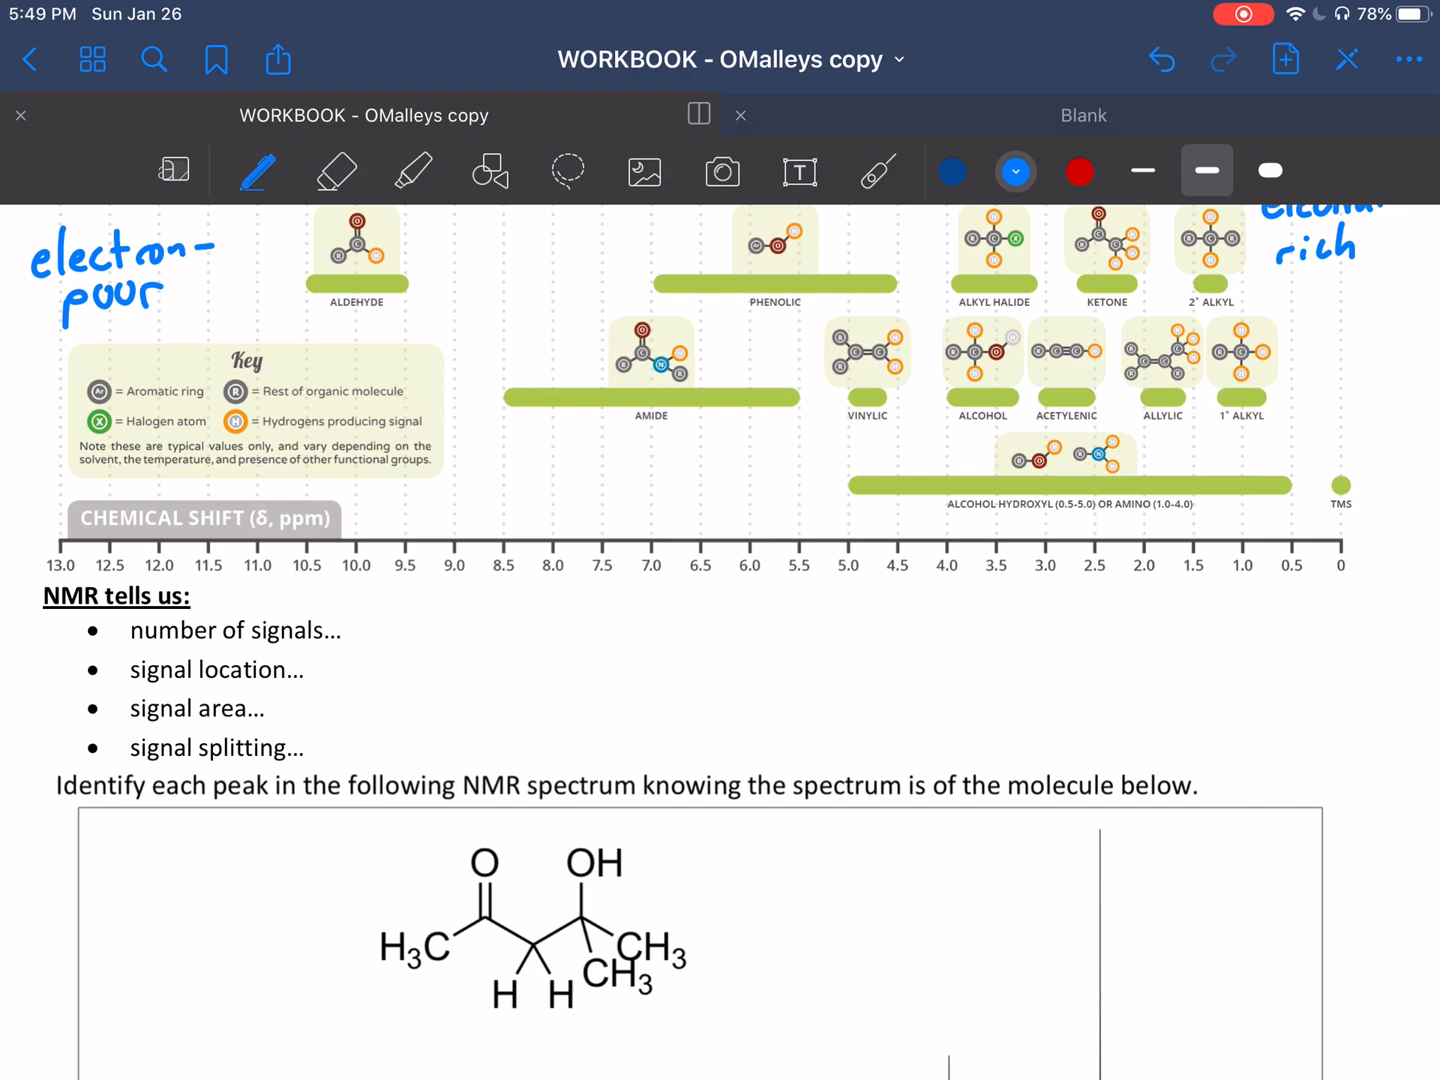 5:49 PM Sun Jan 26
78%
WORKBOOK - OMalleys copy
WORKBOOK - OMalleys copy
Blank
T
electron-
poor
rich
ALDEHYDE
PHENOLIC
ALKYL HALIDE
KETONE
2° ALKYL
Key
Ar = Aromatic ring
R = Rest of organic molecule
X = Halogen atom
H = Hydrogens producing signal
Note these are typical values only, and vary depending on the
solvent, the temperature, and presence of other functional groups.
AMIDE
VINYLIC
ALCOHOL
ACETYLENIC
ALLYLIC
1° ALKYL
ALCOHOL HYDROXYL (0.5-5.0) OR AMINO (1.0-4.0)
TMS
CHEMICAL SHIFT (δ, ppm)
13.0 12.5 12.0 11.5 11.0 10.5 10.0 9.5 9.0 8.5 8.0 7.5 7.0 6.5 6.0 5.5 5.0 4.5 4.0 3.5 3.0 2.5 2.0 1.5 1.0 0.5 0
NMR tells us:
• number of signals...
• signal location...
• signal area...
• signal splitting...
Identify each peak in the following NMR spectrum knowing the spectrum is of the molecule below.
O OH
H₃C CH₃
CH₃
H H